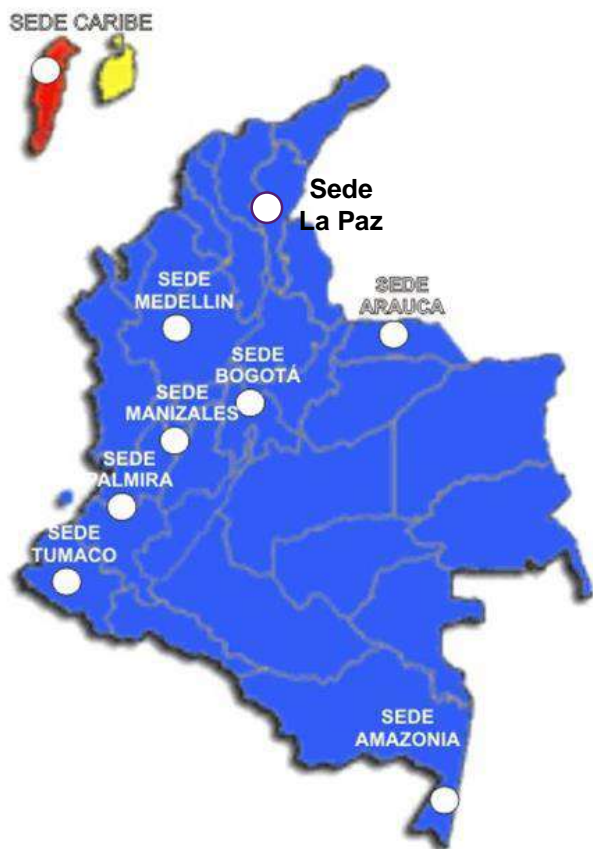 SEDE CARIBE
Sede
La Paz
SEDE
MEDELLIN
SEDE
ARAUCA
SEDE
BOGOTÁ
SEDE
MANIZALES
SEDE
PALMIRA
SEDE
TUMACO
SEDE
AMAZONIA